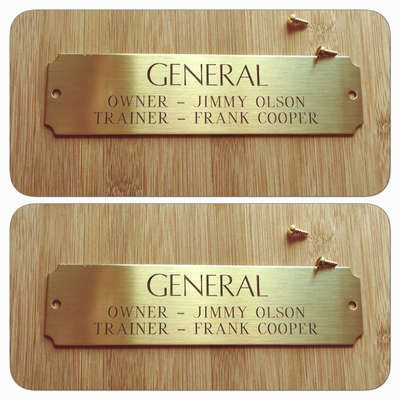 GENERAL
OWNER – JIMMY OLSON
TRAINER – FRANK COOPER
GENERAL
OWNER – JIMMY OLSON
TRAINER – FRANK COOPER